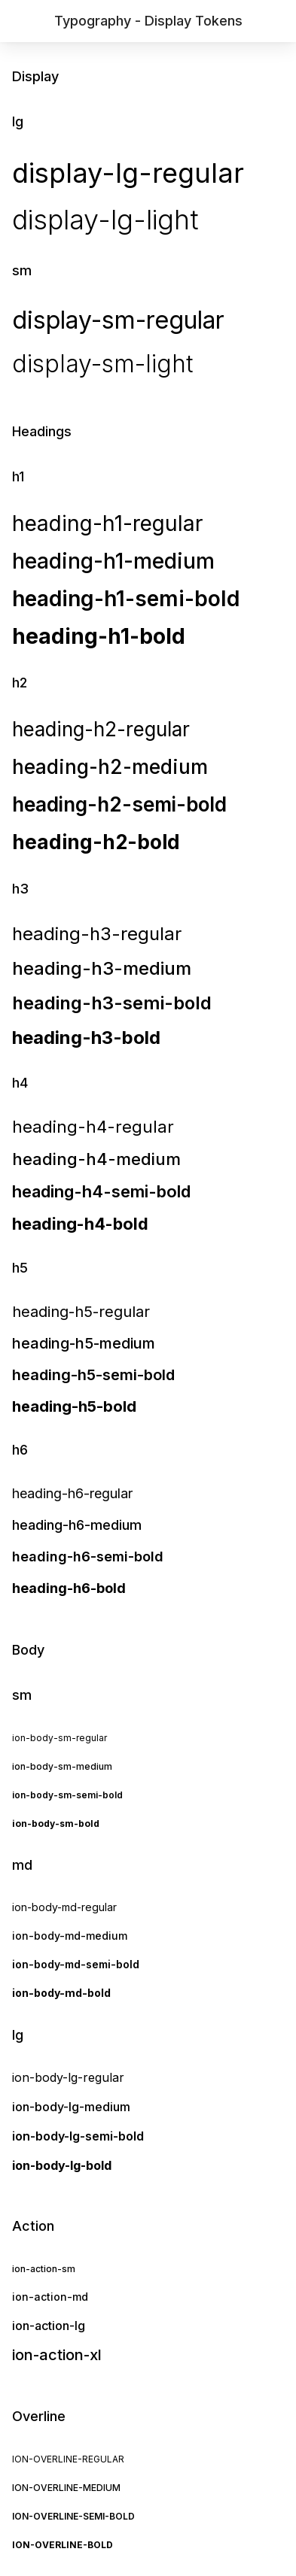 Typography - Display Tokens
Display
lg
display-lg-regular
display-lg-light
sm
display-sm-regular
display-sm-light
Headings
h1
heading-h1-regular
heading-h1-medium
heading-h1-semi-bold
heading-h1-bold
h2
heading-h2-regular
heading-h2-medium
heading-h2-semi-bold
heading-h2-bold
h3
heading-h3-regular
heading-h3-medium
heading-h3-semi-bold
heading-h3-bold
h4
heading-h4-regular
heading-h4-medium
heading-h4-semi-bold
heading-h4-bold
h5
heading-h5-regular
heading-h5-medium
heading-h5-semi-bold
heading-h5-bold
h6
heading-h6-regular
heading-h6-medium
heading-h6-semi-bold
heading-h6-bold
Body
sm
ion-body-sm-regular
ion-body-sm-medium
ion-body-sm-semi-bold
ion-body-sm-bold
md
ion-body-md-regular
ion-body-md-medium
ion-body-md-semi-bold
ion-body-md-bold
lg
ion-body-lg-regular
ion-body-lg-medium
ion-body-lg-semi-bold
ion-body-lg-bold
Action
ion-action-sm
ion-action-md
ion-action-lg
ion-action-xl
Overline
ION-OVERLINE-REGULAR
ION-OVERLINE-MEDIUM
ION-OVERLINE-SEMI-BOLD
ION-OVERLINE-BOLD